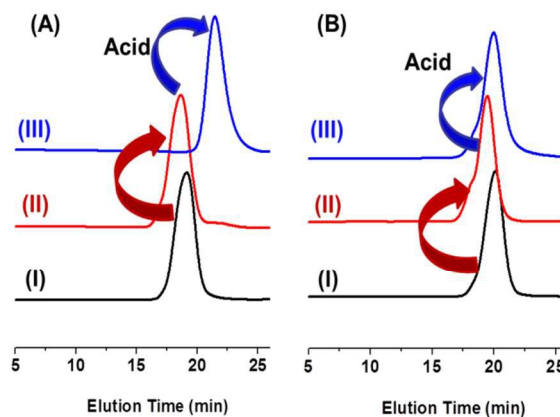 (A)
Acid
(III)
(II)
(I)
5 10 15 20 25
Elution Time (min)
(B)
Acid
(III)
(II)
(I)
5 10 15 20 25
Elution Time (min)